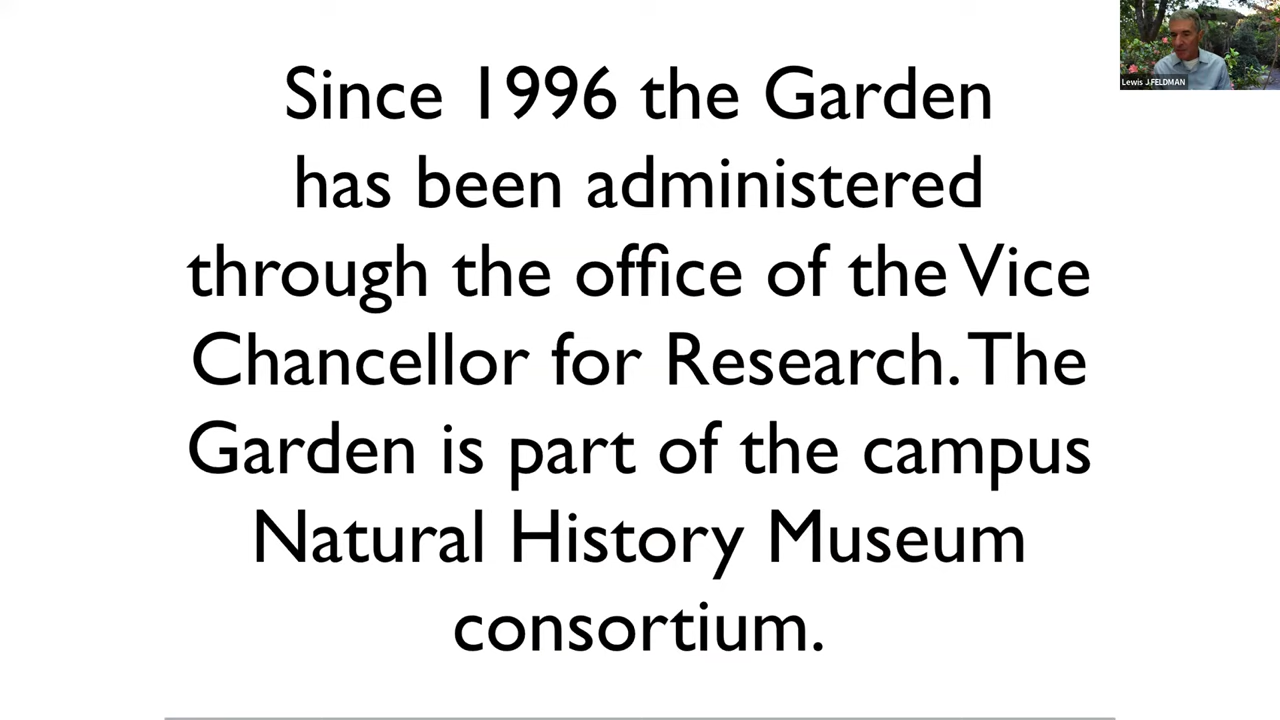 Since 1996 the Garden
has been administered
through the office of the Vice
Chancellor for Research. The
Garden is part of the campus
Natural History Museum
consortium.
Lewis J FELDMAN